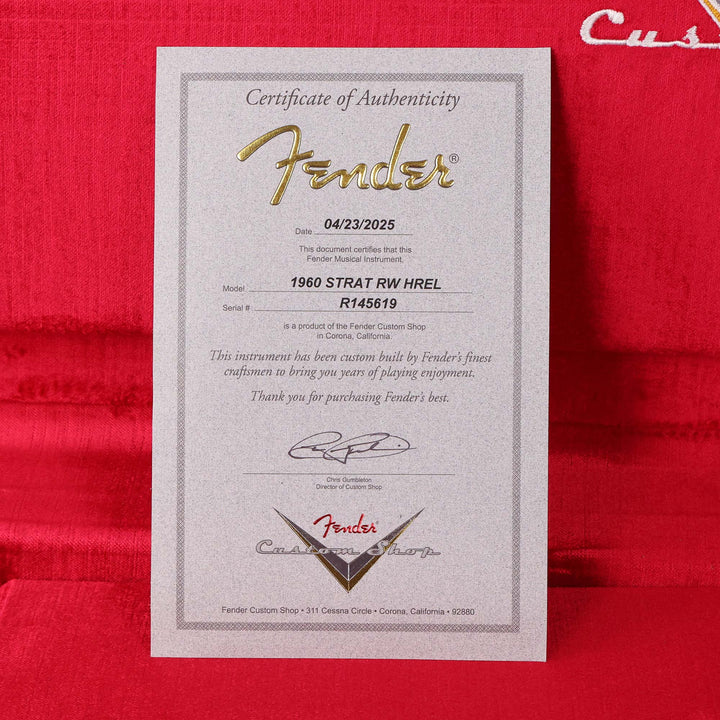 Cus
Certificate of Authenticity
Fender®
Date 04/23/2025
This document certifies that this
Fender Musical Instrument,
Model 1960 STRAT RW HREL
Serial # R145619
is a product of the Fender Custom Shop
in Corona, California.
This instrument has been custom built by Fender's finest
craftsmen to bring you years of playing enjoyment.
Thank you for purchasing Fender's best.
Chris Gumbleton
Director of Custom Shop
Fender
Custom Shop
Fender Custom Shop • 311 Cessna Circle • Corona, California • 92880